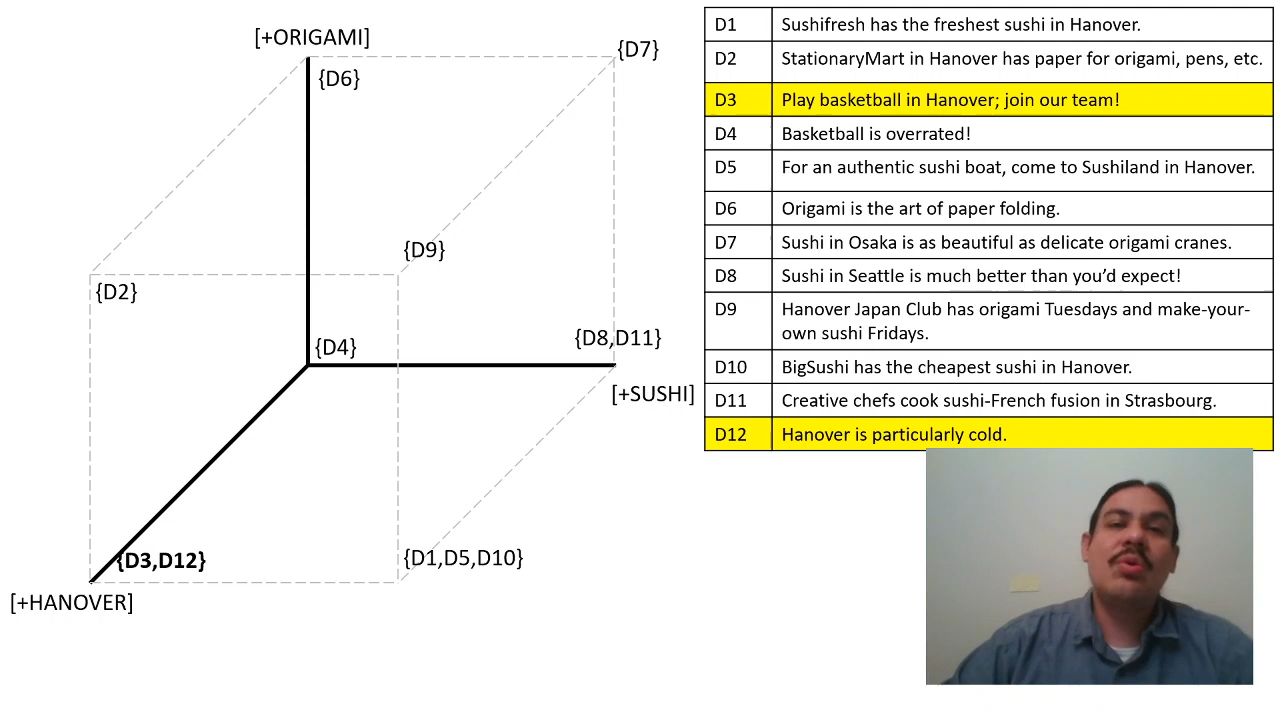 [+ORIGAMI]
{D7}
{D6}
{D9}
{D2}
{D8,D11}
{D4}
[+SUSHI]
{D3,D12}
{D1,D5,D10}
[+HANOVER]
D1 Sushifresh has the freshest sushi in Hanover.
D2 StationaryMart in Hanover has paper for origami, pens, etc.
D3 Play basketball in Hanover; join our team!
D4 Basketball is overrated!
D5 For an authentic sushi boat, come to Sushiland in Hanover.
D6 Origami is the art of paper folding.
D7 Sushi in Osaka is as beautiful as delicate origami cranes.
D8 Sushi in Seattle is much better than you’d expect!
D9 Hanover Japan Club has origami Tuesdays and make-your-
own sushi Fridays.
D10 BigSushi has the cheapest sushi in Hanover.
D11 Creative chefs cook sushi-French fusion in Strasbourg.
D12 Hanover is particularly cold.